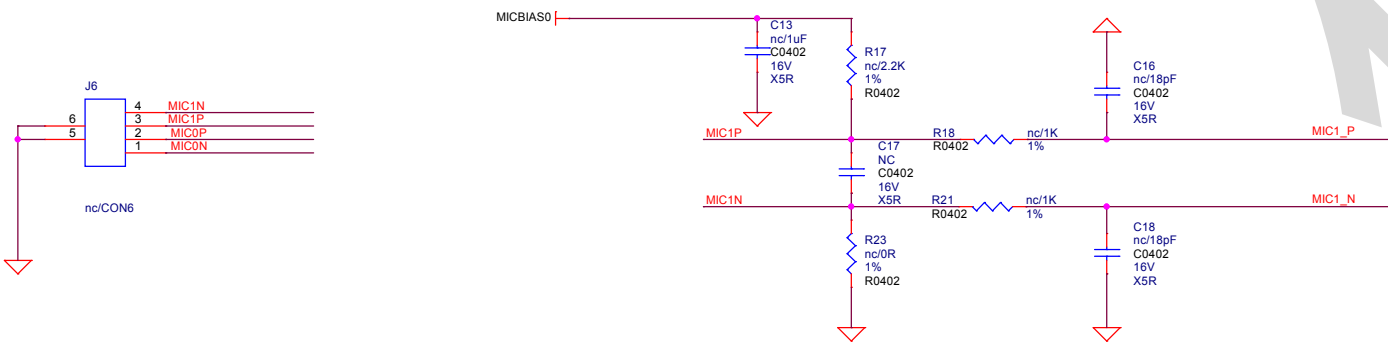 MICBIAS0
C13
nc/1uF
C0402
16V
X5R
R17
nc/2.2K
1%
R0402
C16
nc/18pF
C0402
16V
X5R
J6
4 MIC1N
3 MIC1P
2 MIC0P
1 MIC0N
6
5
nc/CON6
MIC1P
R18 nc/1K
R0402 1%
MIC1_P
C17
NC
C0402
16V
X5R
MIC1N
R21 nc/1K
R0402 1%
MIC1_N
R23
nc/0R
1%
R0402
C18
nc/18pF
C0402
16V
X5R